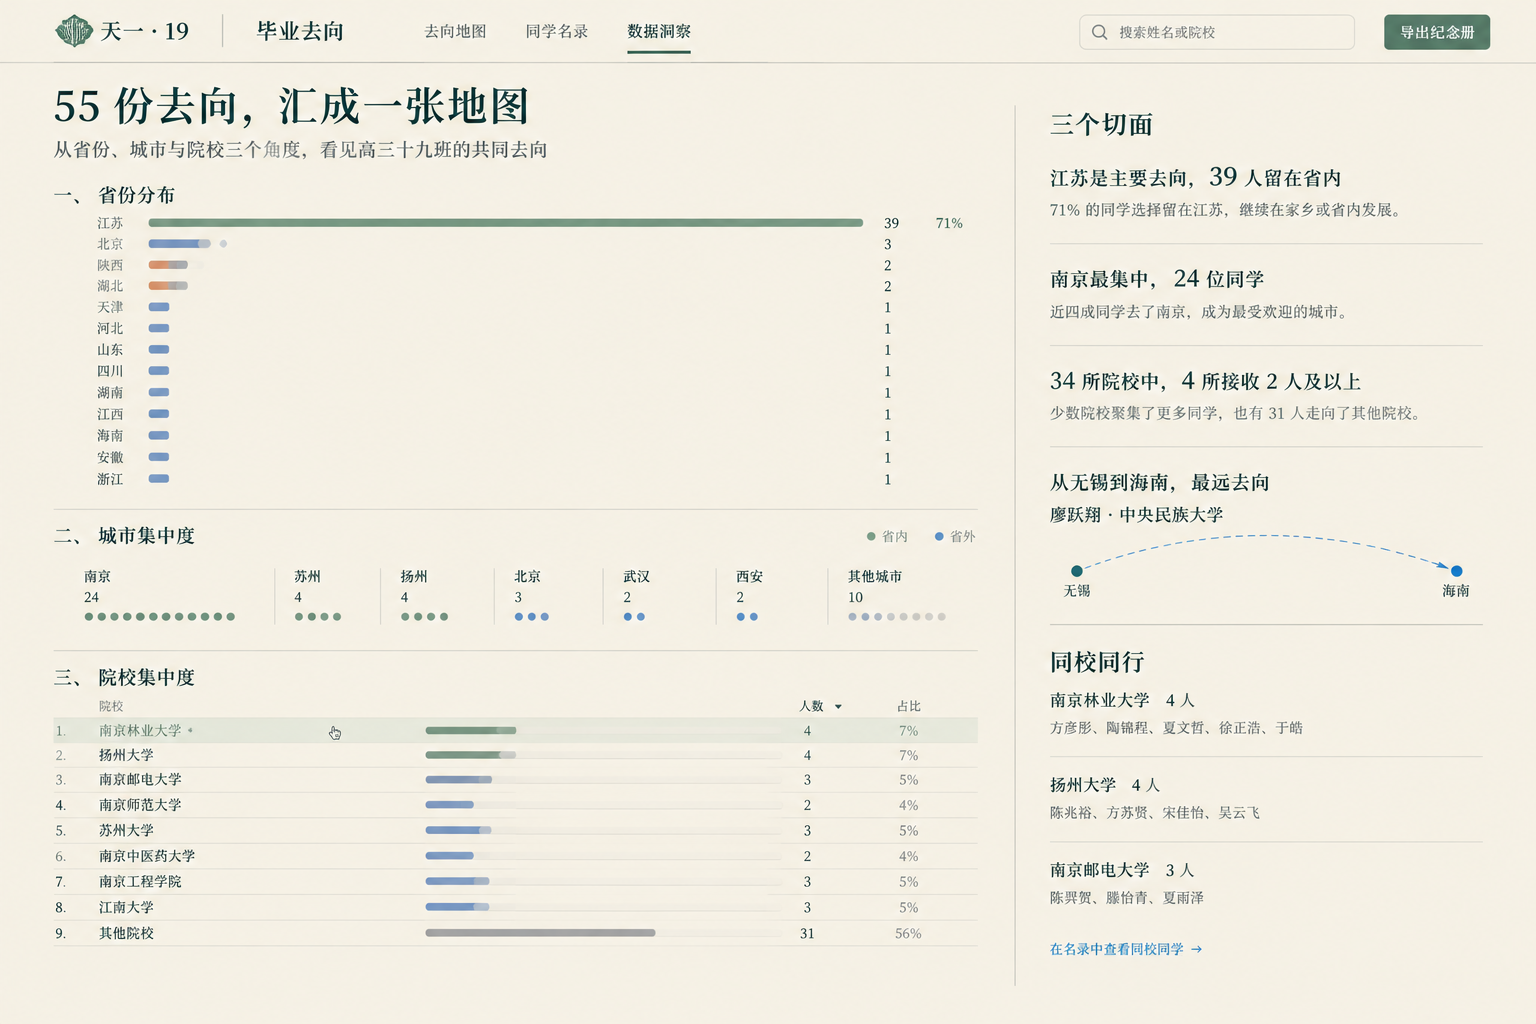 天一 · 19
毕业去向
去向地图
同学名录
数据洞察
搜索姓名或院校
导出纪念册
55 份去向，汇成一张地图
从省份、城市与院校三个角度，看见高三十九班的共同去向
一、 省份分布
江苏 39 71%
北京 3
陕西 2
湖北 2
天津 1
河北 1
山东 1
四川 1
湖南 1
江西 1
海南 1
安徽 1
浙江 1
二、 城市集中度
省内 省外
南京 苏州 扬州 北京 武汉 西安 其他城市
24 4 4 3 2 2 10
三、 院校集中度
院校 人数 占比
1. 南京林业大学 4 7%
2. 扬州大学 4 7%
3. 南京邮电大学 3 5%
4. 南京师范大学 2 4%
5. 苏州大学 3 5%
6. 南京中医药大学 2 4%
7. 南京工程学院 3 5%
8. 江南大学 3 5%
9. 其他院校 31 56%
三个切面
江苏是主要去向，39 人留在省内
71% 的同学选择留在江苏，继续在家乡或省内发展。
南京最集中，24 位同学
近四成同学去了南京，成为最受欢迎的城市。
34 所院校中，4 所接收 2 人及以上
少数院校聚集了更多同学，也有 31 人走向了其他院校。
从无锡到海南，最远去向
廖跃翔 · 中央民族大学
无锡 海南
同校同行
南京林业大学 4 人
方彦彤、陶锦程、夏文哲、徐正浩、于皓
扬州大学 4 人
陈兆裕、方苏贤、宋佳怡、吴云飞
南京邮电大学 3 人
陈巽贺、滕怡青、夏雨泽
在名录中查看同校同学 →